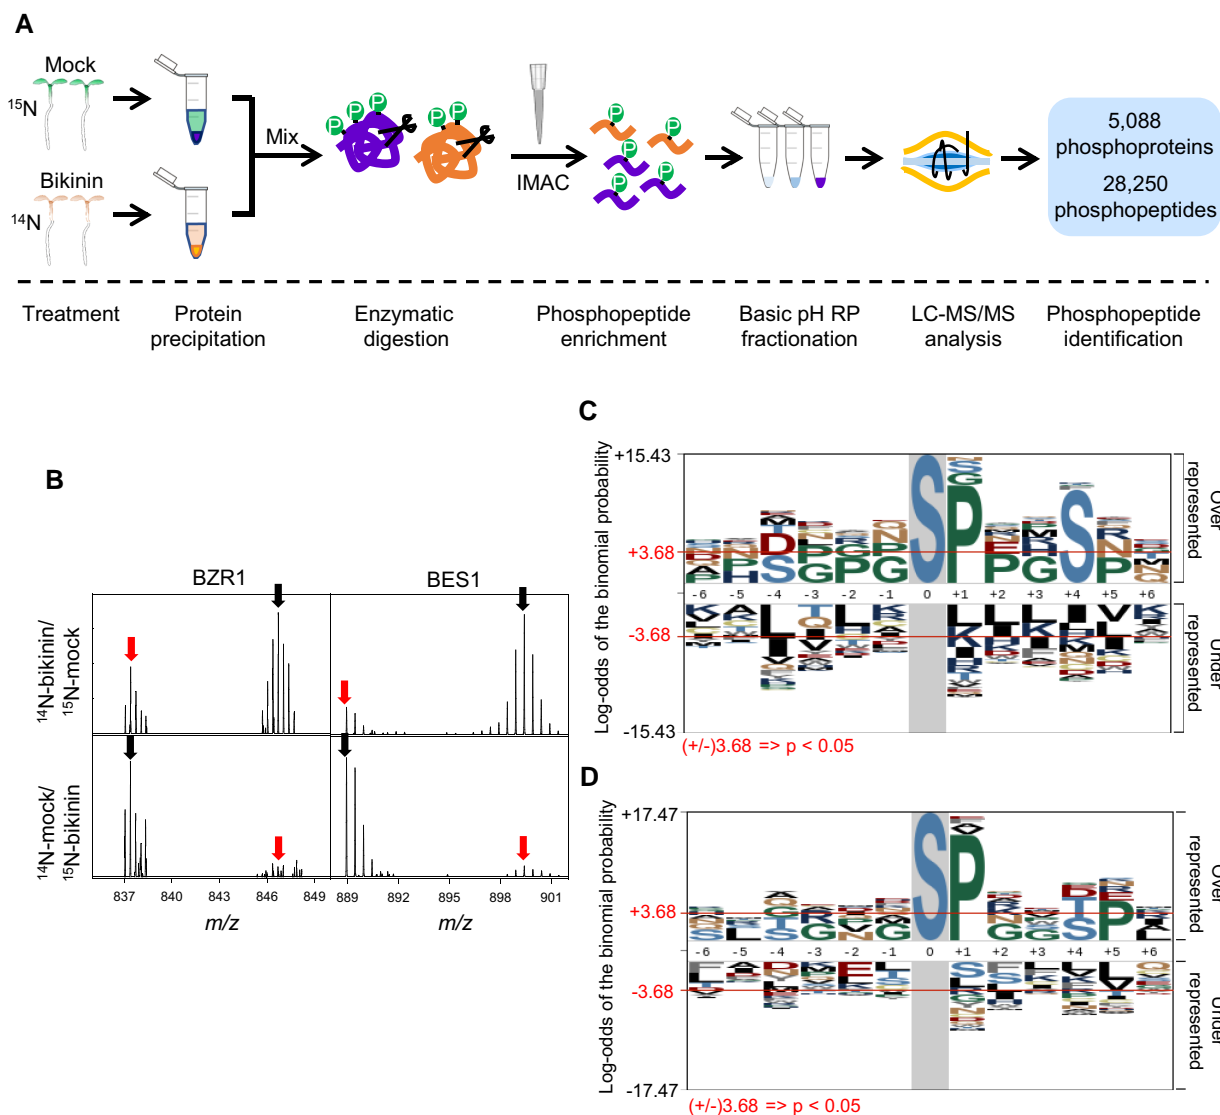 A
Mock
15N
Bikinin
14N
Mix
P P P
P P
IMAC
P
P
P
P
P
5,088
phosphoproteins
28,250
phosphopeptides
Treatment
Protein
precipitation
Enzymatic
digestion
Phosphopeptide
enrichment
Basic pH RP
fractionation
LC-MS/MS
analysis
Phosphopeptide
identification
B
BZR1
BES1
14N-bikinin/
15N-mock
14N-mock/
15N-bikinin
837 840 843 846 849
889 892 895 898 901
m/z
m/z
C
Log-odds of the binomial probability
+15.43
+3.68
-3.68
-15.43
S P S
-6 -5 -4 -3 -2 -1 0 +1 +2 +3 +4 +5 +6
Over
represented
Under
represented
(+/-)3.68 => p < 0.05
D
Log-odds of the binomial probability
+17.47
+3.68
-3.68
-17.47
S P
-6 -5 -4 -3 -2 -1 0 +1 +2 +3 +4 +5 +6
Over
represented
Under
represented
(+/-)3.68 => p < 0.05